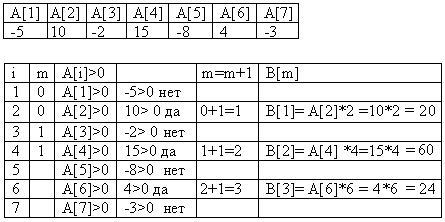 A[1] A[2] A[3] A[4] A[5] A[6] A[7]
-5 10 -2 15 -8 4 -3
i m A[i]>0 m=m+1 B[m]
1 0 A[1]>0 -5>0 нет
2 0 A[2]>0 10> 0 да 0+1=1 B[1]= A[2]*2 =10*2 = 20
3 1 A[3]>0 -2> 0 нет
4 1 A[4]>0 15>0 да 1+1=2 B[2]= A[4] *4=15*4 = 60
5 A[5]>0 -8>0 нет
6 A[6]>0 4>0 да 2+1=3 B[3]= A[6]*6 = 4*6 = 24
7 A[7]>0 -3>0 нет